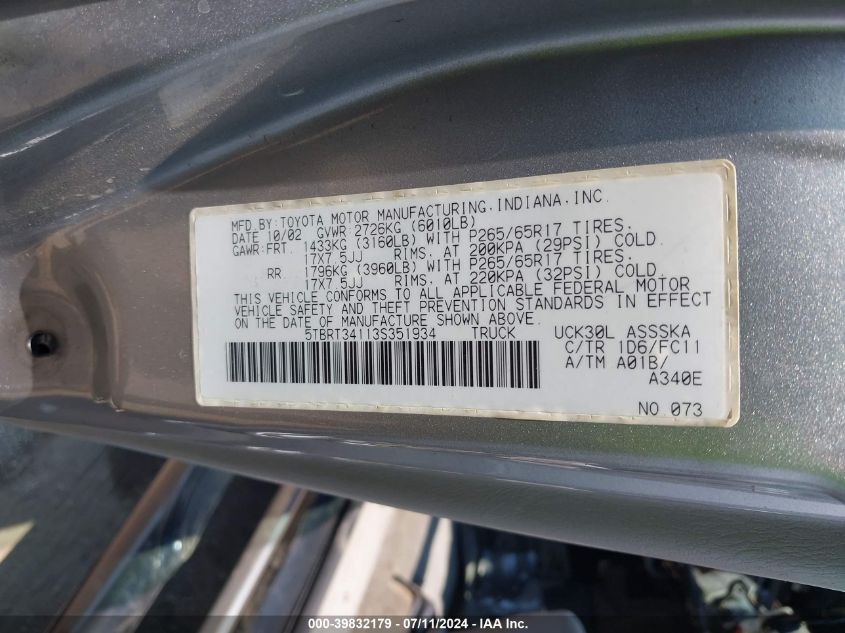 MFD.BY:TOYOTA MOTOR MANUFACTURING.INDIANA.INC.
DATE 10/02 GVWR:2726KG (6010LB)
GAWR:FRT 1433KG (3160LB) WITH P265/65R17 TIRES.
17X7.5JJ RIMS. AT 200KPA (29PSI) COLD.
RR 1796KG (3960LB) WITH P265/65R17 TIRES.
17X7.5JJ RIMS. AT 220KPA (32PSI) COLD.
THIS VEHICLE CONFORMS TO ALL APPLICABLE FEDERAL MOTOR
VEHICLE SAFETY AND THEFT PREVENTION STANDARDS IN EFFECT
ON THE DATE OF MANUFACTURE SHOWN ABOVE.
5TBRT34113S351934 TRUCK UCK30L ASSSKA
C/TR 1D6/FC11
A/TM A01B/
A340E
NO 073
000-39832179 - 07/11/2024 - IAA Inc.